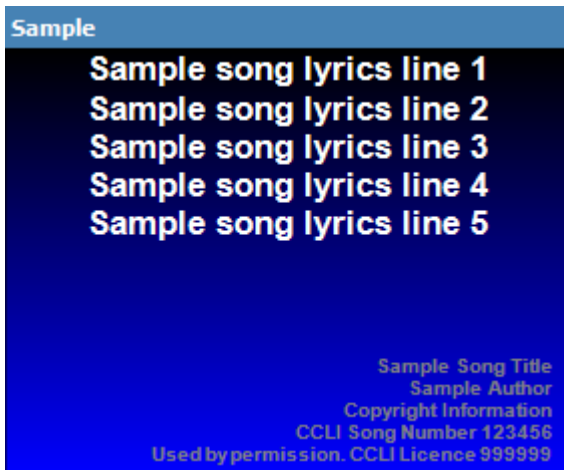 Sample
Sample song lyrics line 1
Sample song lyrics line 2
Sample song lyrics line 3
Sample song lyrics line 4
Sample song lyrics line 5
Sample Song Title
Sample Author
Copyright Information
CCLI Song Number 123456
Used by permission. CCLI Licence 999999